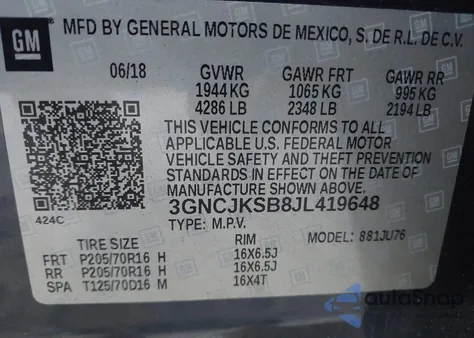 GM
MFD BY GENERAL MOTORS DE MEXICO, S. DE R.L. DE C.V.
06/18 GVWR GAWR FRT GAWR RR
1944 KG 1065 KG 995 KG
4286 LB 2348 LB 2194 LB
THIS VEHICLE CONFORMS TO ALL
APPLICABLE U.S. FEDERAL MOTOR
VEHICLE SAFETY AND THEFT PREVENTION
STANDARDS IN EFFECT ON THE DATE OF
MANUFACTURE SHOWN ABOVE.
424C 3GNCJKSB8JL419648
TYPE: M.P.V. MODEL: 881JU76
TIRE SIZE RIM
FRT P205/70R16 H 16X6.5J
RR P205/70R16 H 16X6.5J
SPA T125/70D16 M 16X4T
autoSnap